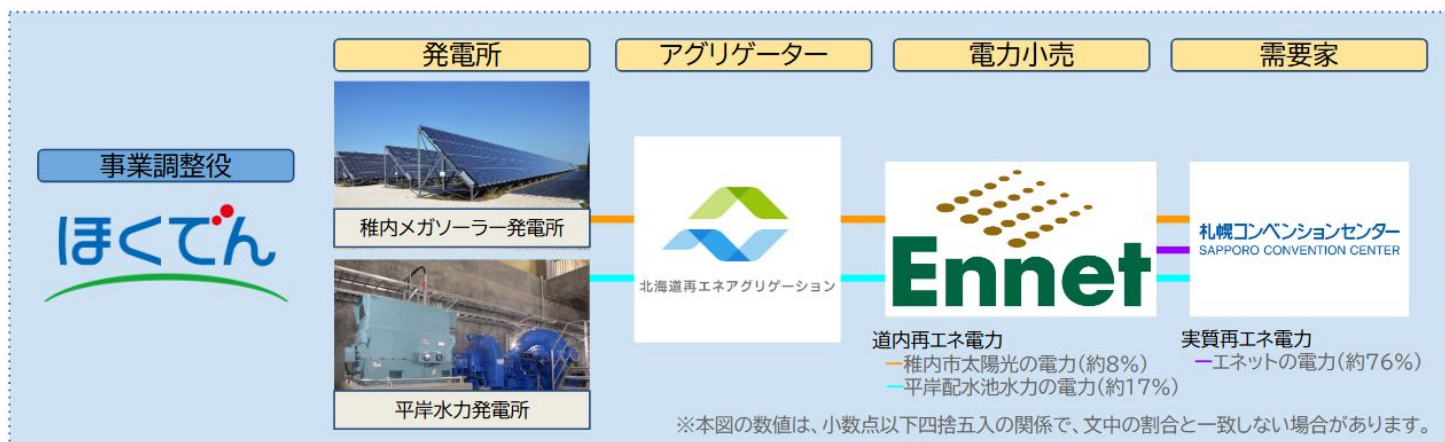 発電所
アグリゲーター
電力小売
需要家
事業調整役
ほくでん
稚内メガソーラー発電所
平岸水力発電所
北海道再エネアグリゲーション
Ennet
札幌コンベンションセンター
SAPPORO CONVENTION CENTER
道内再エネ電力
稚内市太陽光の電力(約8%)
平岸配水池水力の電力(約17%)
実質再エネ電力
エネットの電力(約76%)
※本図の数値は、小数点以下四捨五入の関係で、文中の割合と一致しない場合があります。